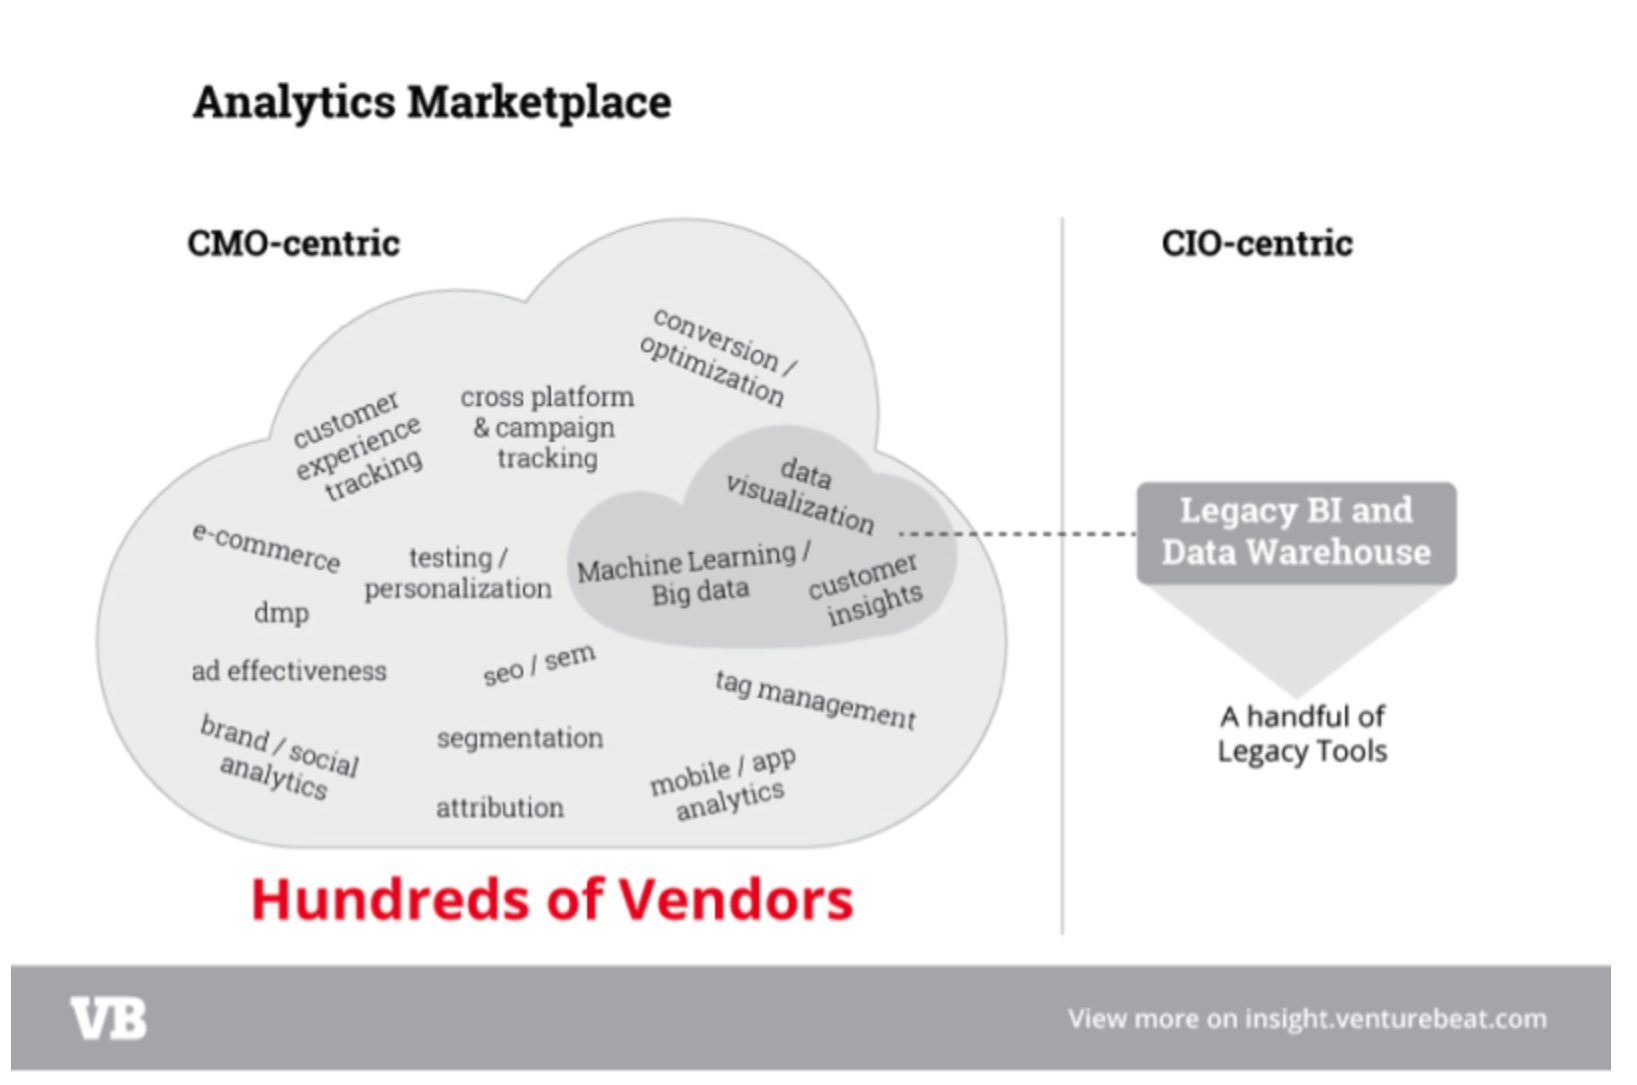 Analytics Marketplace
CMO-centric
conversion /
optimization
customer
experience
tracking
cross platform
& campaign
tracking
data
visualization
e-commerce
testing /
personalization
Machine Learning /
Big data
customer
insights
dmp
ad effectiveness
seo / sem
tag management
brand / social
analytics
segmentation
mobile / app
analytics
attribution
Hundreds of Vendors
CIO-centric
Legacy BI and
Data Warehouse
A handful of
Legacy Tools
VB
View more on insight.venturebeat.com